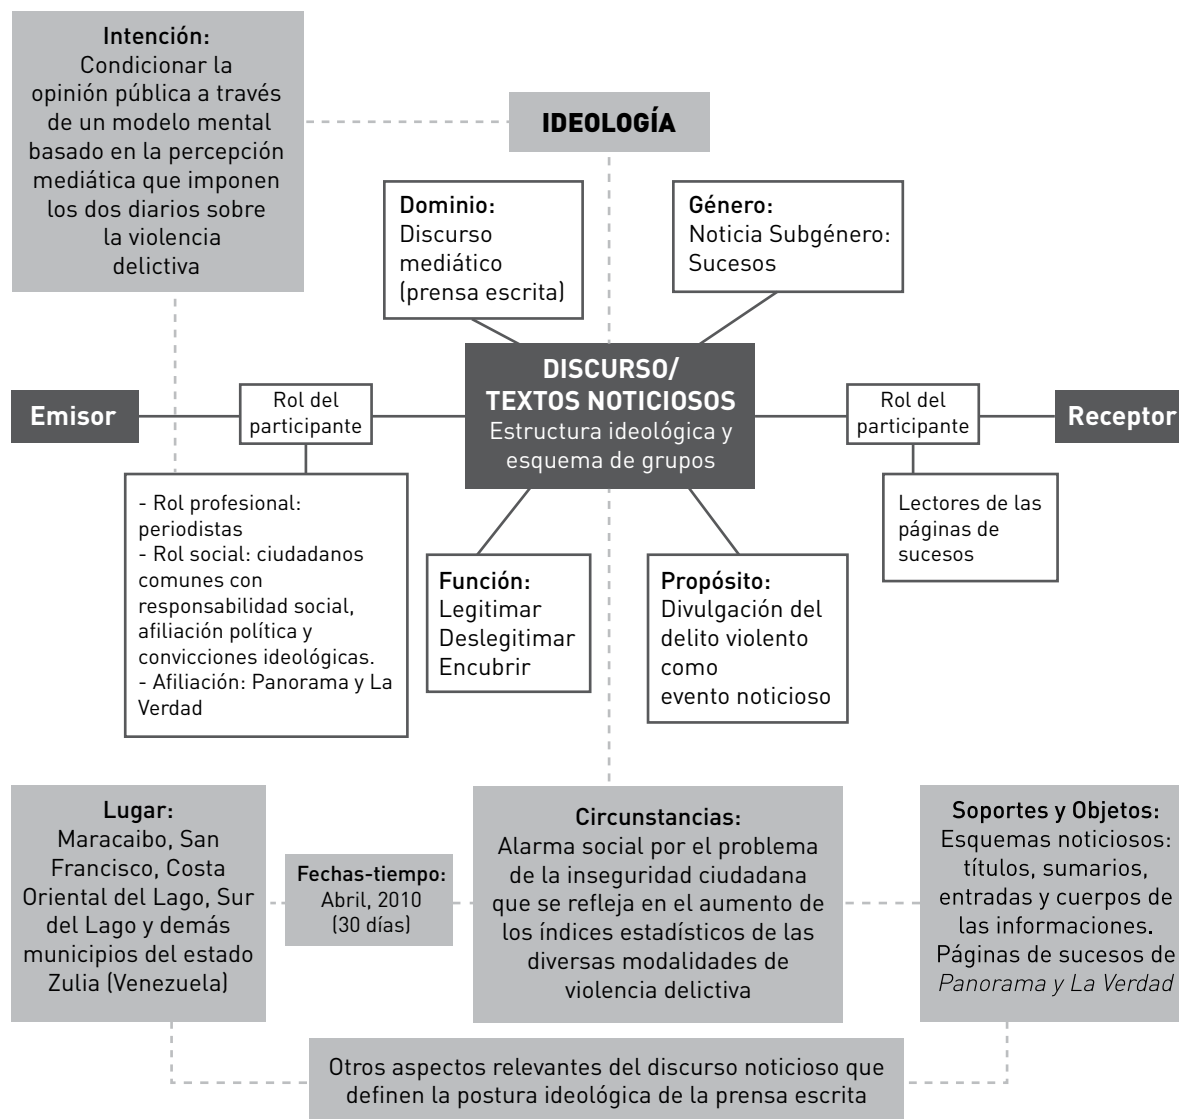 Intención:
Condicionar la
opinión pública a través
de un modelo mental
basado en la percepción
mediática que imponen
los dos diarios sobre
la violencia
delictiva
IDEOLOGÍA
Dominio:
Discurso
mediático
(prensa escrita)
Género:
Noticia Subgénero:
Sucesos
Emisor
Rol del
participante
DISCURSO/
TEXTOS NOTICIOSOS
Estructura ideológica y
esquema de grupos
Rol del
participante
Receptor
- Rol profesional:
periodistas
- Rol social: ciudadanos
comunes con
responsabilidad social,
afiliación política y
convicciones ideológicas.
- Afiliación: Panorama y La
Verdad
Función:
Legitimar
Deslegitimar
Encubrir
Propósito:
Divulgación del
delito violento
como
evento noticioso
Lectores de las
páginas de
sucesos
Lugar:
Maracaibo, San
Francisco, Costa
Oriental del Lago, Sur
del Lago y demás
municipios del estado
Zulia (Venezuela)
Fechas-tiempo:
Abril, 2010
(30 días)
Circunstancias:
Alarma social por el problema
de la inseguridad ciudadana
que se refleja en el aumento de
los índices estadísticos de las
diversas modalidades de
violencia delictiva
Soportes y Objetos:
Esquemas noticiosos:
títulos, sumarios,
entradas y cuerpos de
las informaciones.
Páginas de sucesos de
Panorama y La Verdad
Otros aspectos relevantes del discurso noticioso que
definen la postura ideológica de la prensa escrita